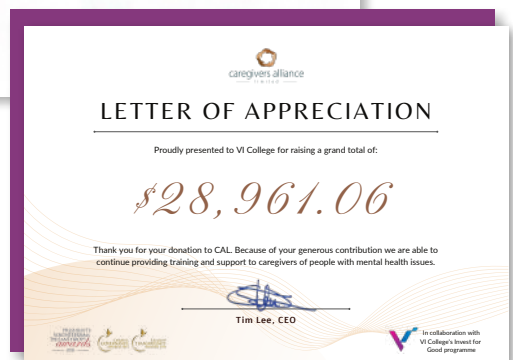 caregivers alliance
limited
LETTER OF APPRECIATION
Proudly presented to VI College for raising a grand total of:
$28,961.06
Thank you for your donation to CAL. Because of your generous contribution we are able to
continue providing training and support to caregivers of people with mental health issues.
Tim Lee, CEO
In collaboration with
VI College's Invest for
Good programme